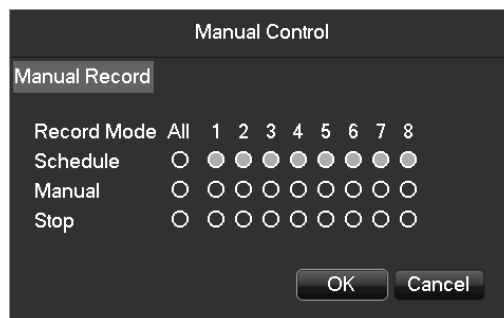 Manual Control
Manual Record
Record Mode All 1 2 3 4 5 6 7 8
Schedule
Manual
Stop
OK Cancel